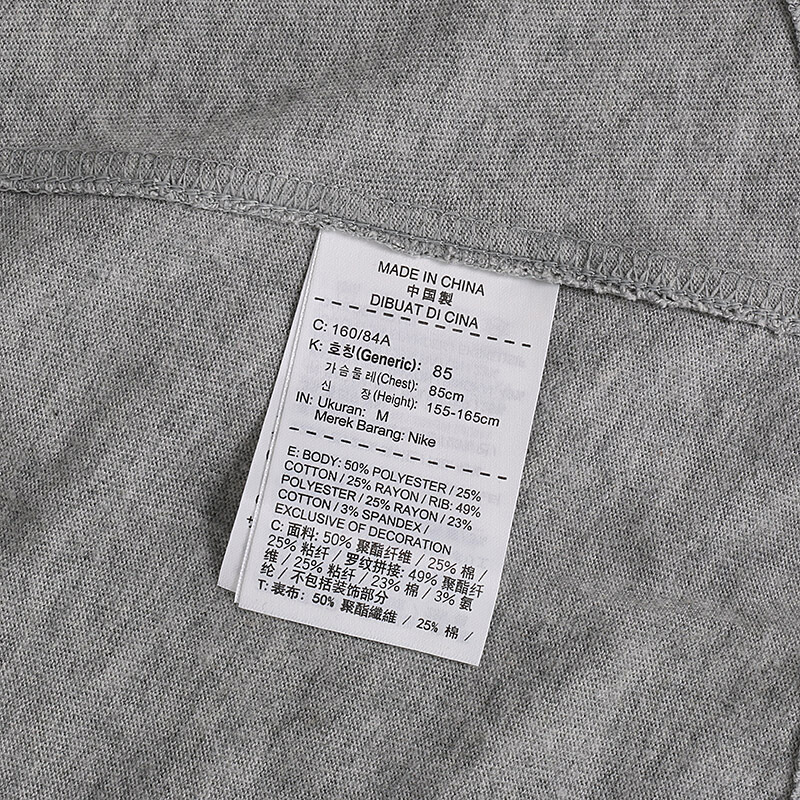 MADE IN CHINA
中国製
DIBUAT DI CINA
C: 160/84A
K: 호칭(Generic): 85
가슴둘레(Chest): 85cm
신 장(Height): 155-165cm
IN: Ukuran: M
Merek Barang: Nike
E: BODY: 50% POLYESTER / 25%
COTTON / 25% RAYON / RIB: 49%
POLYESTER / 25% RAYON / 23%
COTTON / 3% SPANDEX /
EXCLUSIVE OF DECORATION
C: 面料: 50% 聚酯纤维 / 25% 棉 /
25% 粘纤 / 罗纹拼接: 49% 聚酯纤
维 / 25% 粘纤 / 23% 棉 / 3% 氨
纶 / 不包括装饰部分
T: 表布: 50% 聚酯纖維 / 25% 棉 /